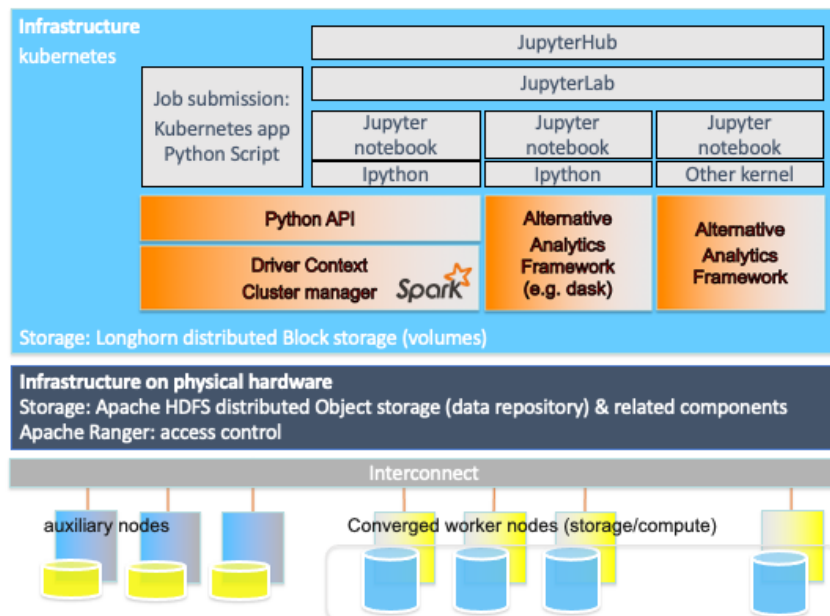 Infrastructure
kubernetes
JupyterHub
JupyterLab
Job submission:
Kubernetes app
Python Script
Jupyter
notebook
Ipython
Jupyter
notebook
Ipython
Jupyter
notebook
Other kernel
Python API
Driver Context
Cluster manager
Spark
Alternative
Analytics
Framework
(e.g. dask)
Alternative
Analytics
Framework
Storage: Longhorn distributed Block storage (volumes)
Infrastructure on physical hardware
Storage: Apache HDFS distributed Object storage (data repository) & related components
Apache Ranger: access control
Interconnect
auxiliary nodes
Converged worker nodes (storage/compute)